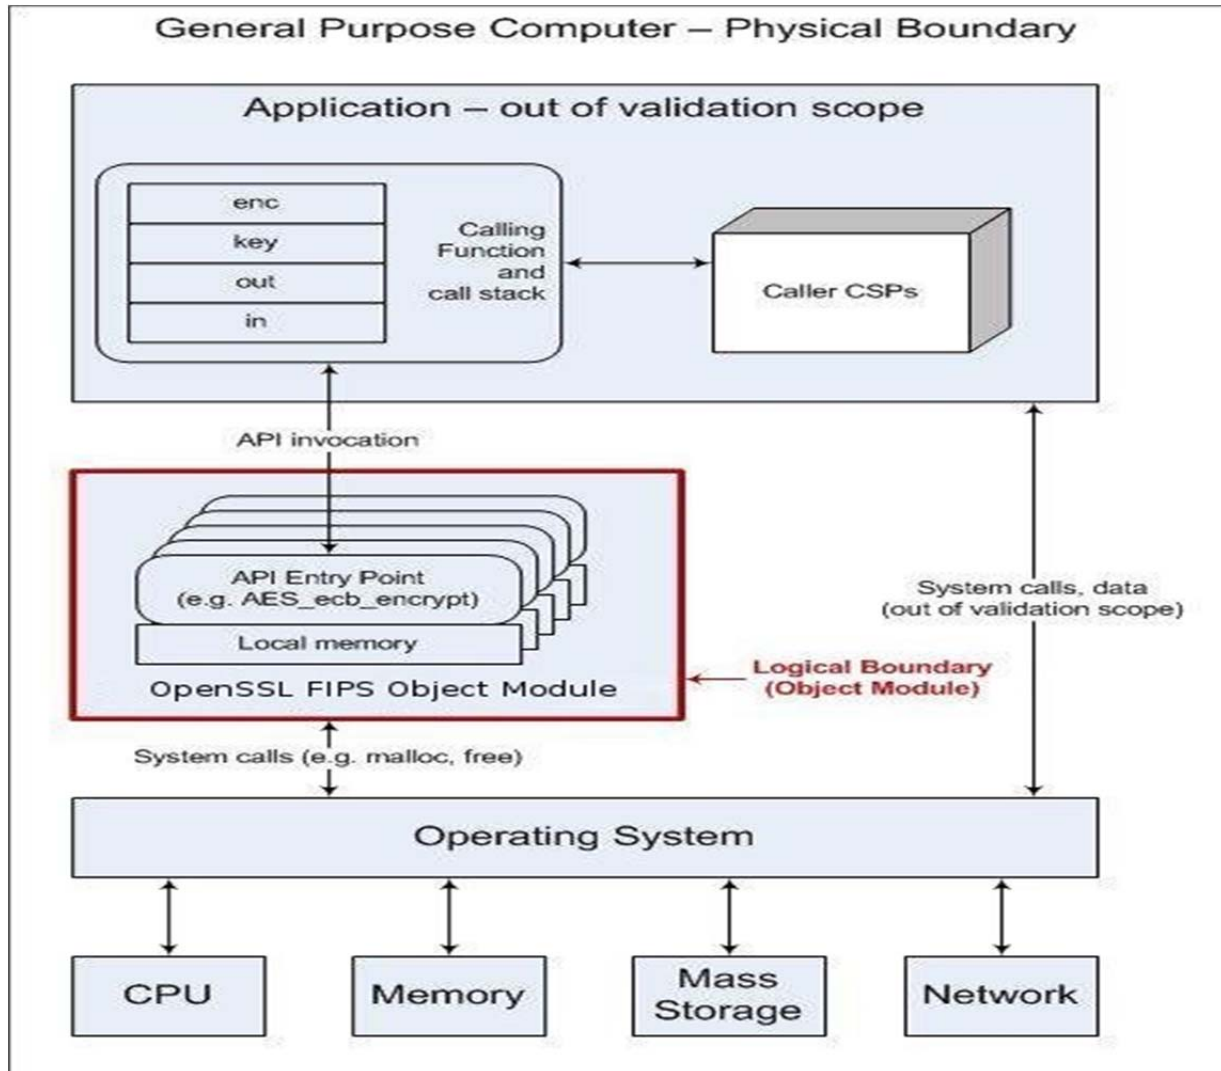 General Purpose Computer – Physical Boundary
Application – out of validation scope
enc
key
out
in
Calling
Function
and
call stack
Caller CSPs
API invocation
API Entry Point
(e.g. AES_ecb_encrypt)
Local memory
OpenSSL FIPS Object Module
System calls, data
(out of validation scope)
Logical Boundary
(Object Module)
System calls (e.g. malloc, free)
Operating System
CPU
Memory
Mass
Storage
Network